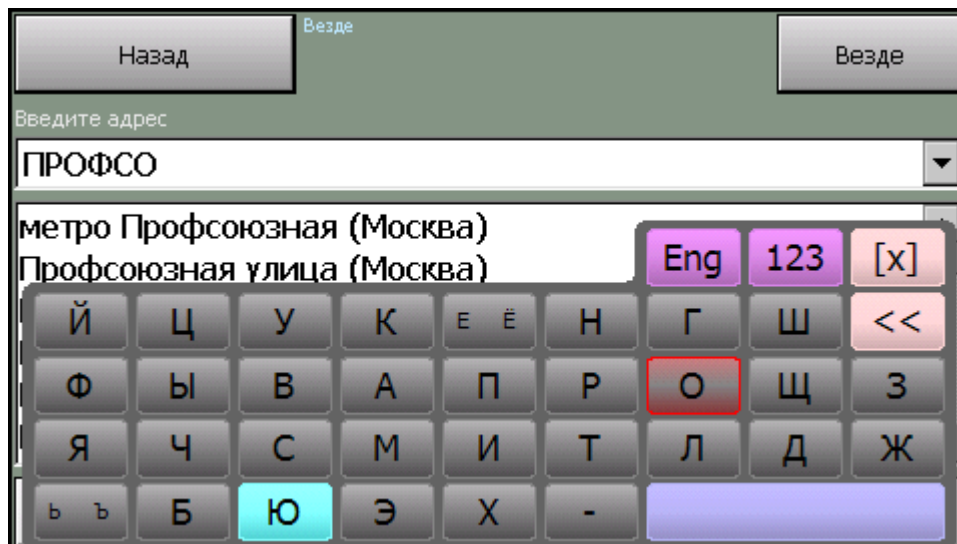 Назад Везде Везде
Введите адрес
ПРОФСО
метро Профсоюзная (Москва)
Профсоюзная улица (Москва)
Eng 123 [x]
Й Ц У К Е Ё Н Г Ш <<
Ф Ы В А П Р О Щ З
Я Ч С М И Т Л Д Ж
Ь Ъ Б Ю Э Х -